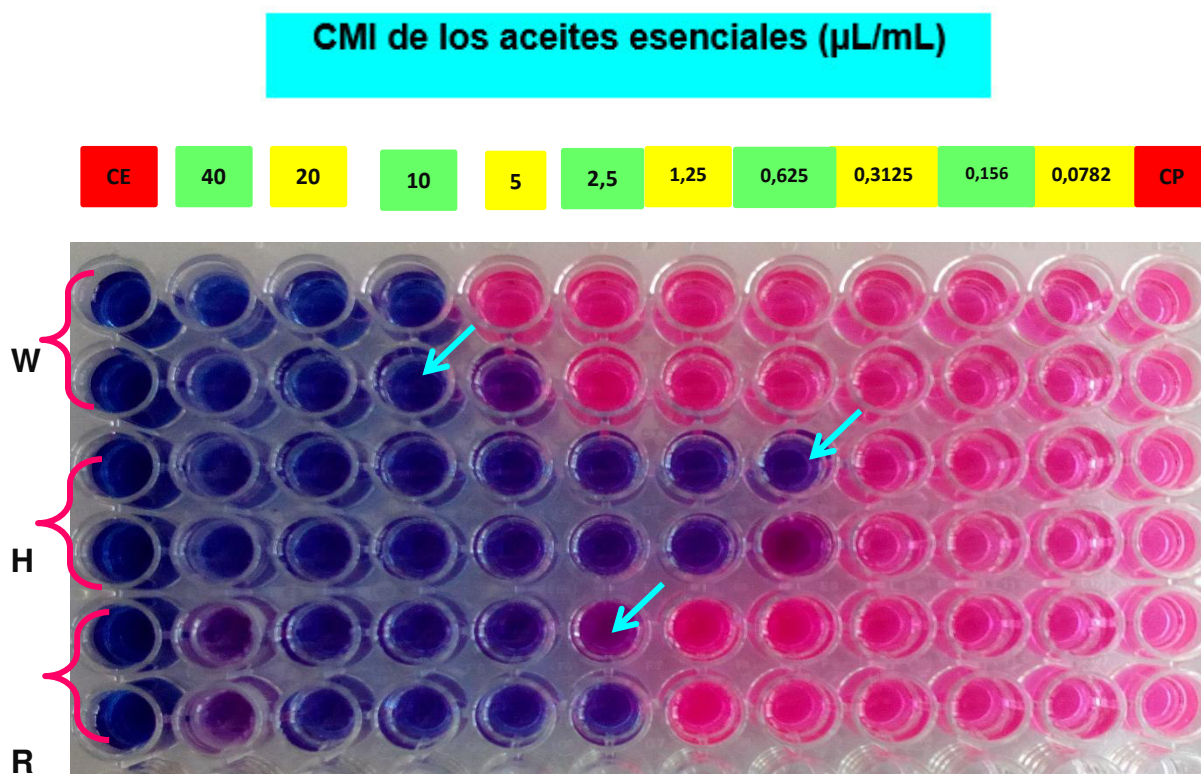 CMI de los aceites esenciales (µL/mL)
CE 40 20 10 5 2,5 1,25 0,625 0,3125 0,156 0,0782 CP
W
H
R